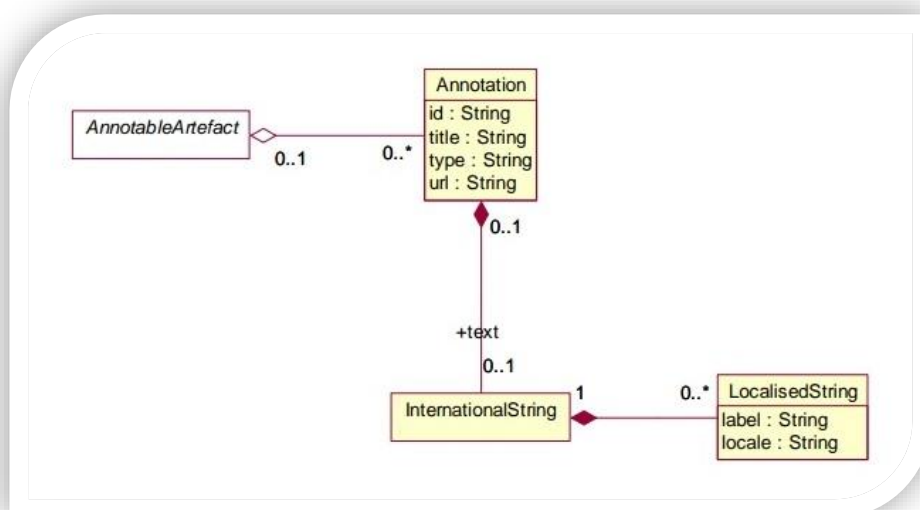 Annotation
id : String
title : String
type : String
url : String
AnnotableArtefact
0..1
0..*
0..1
+text
0..1
InternationalString
1
0..*
LocalisedString
label : String
locale : String